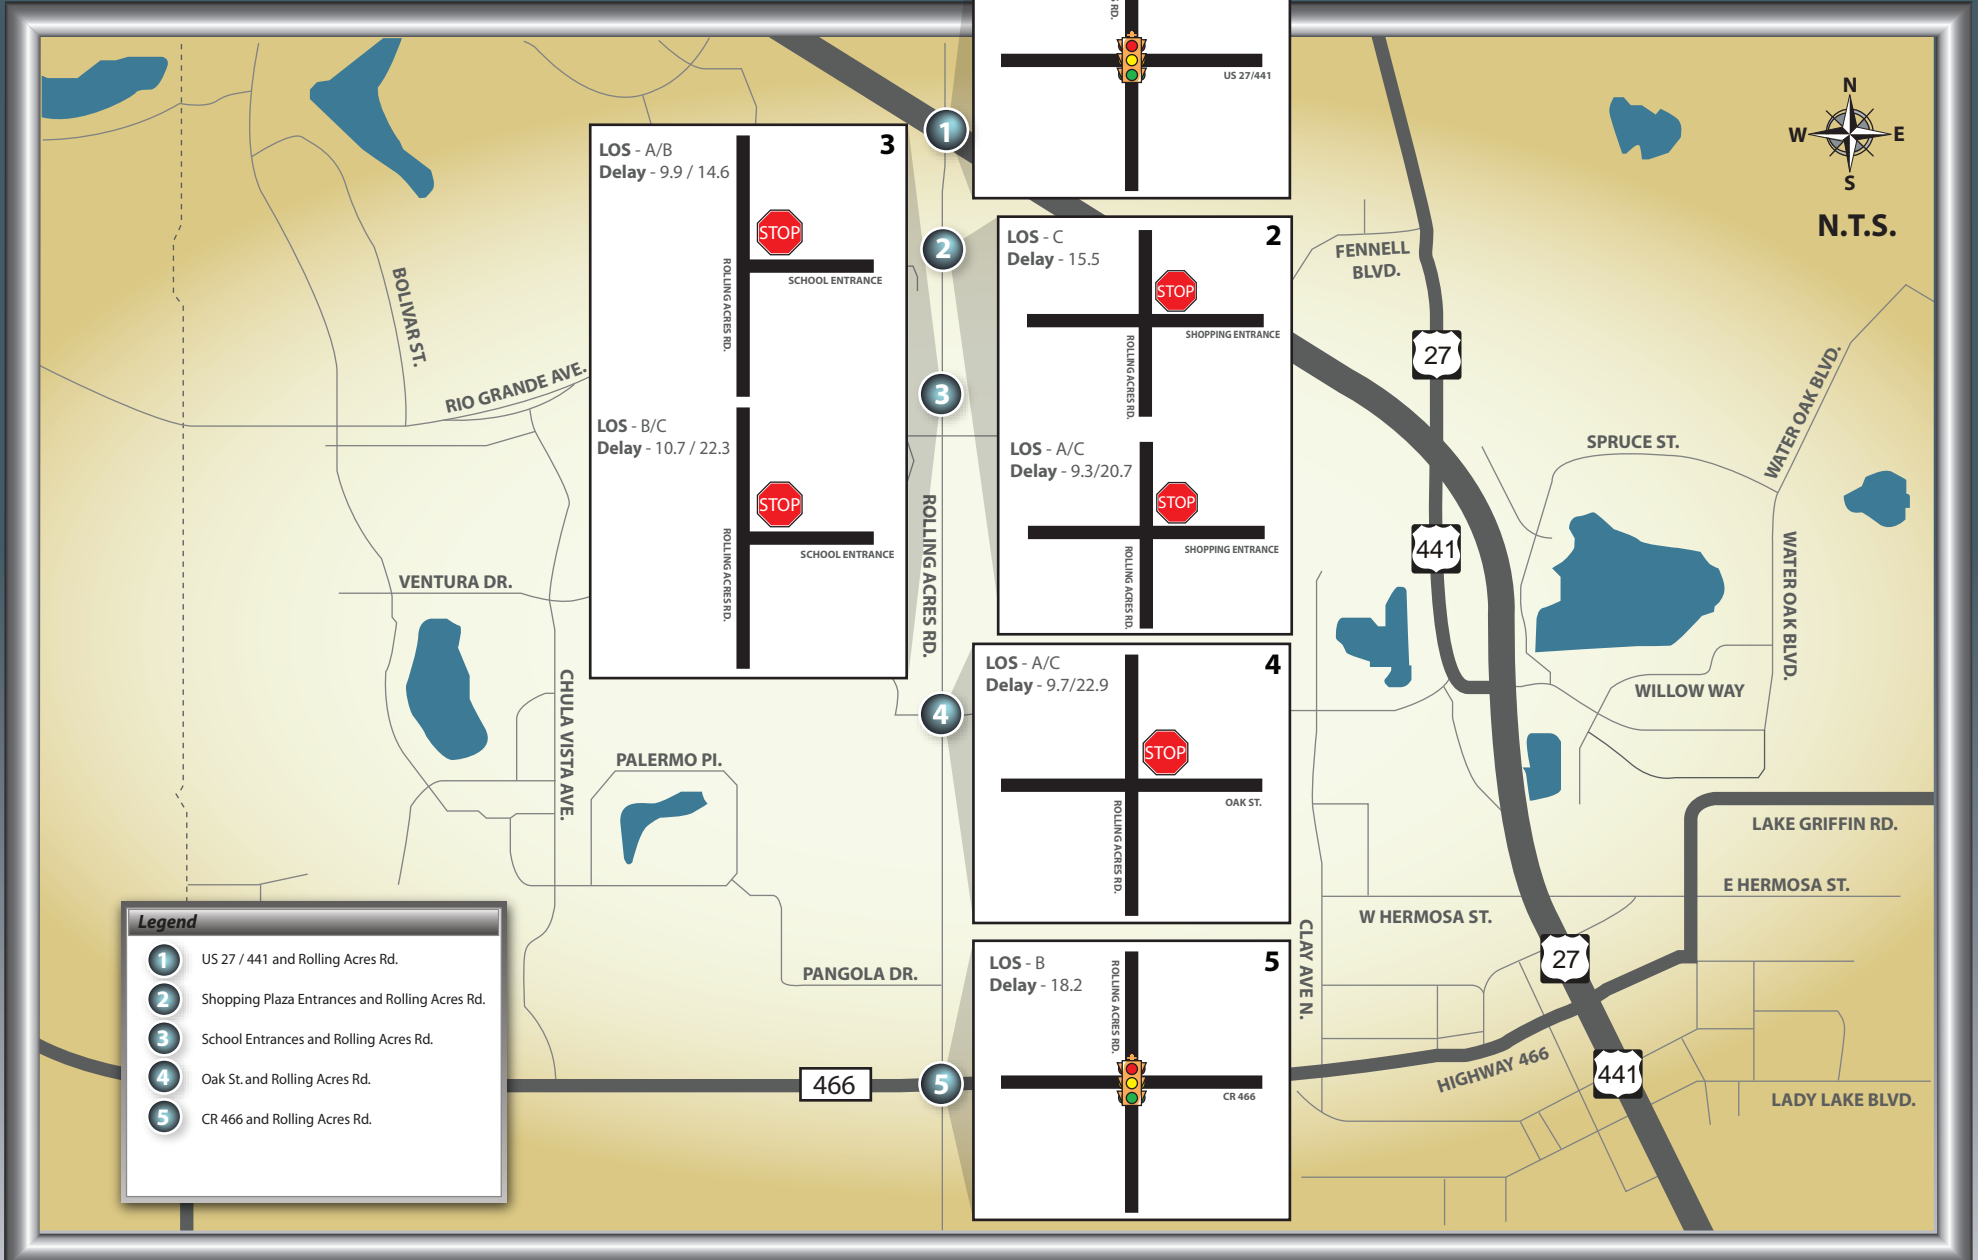 RD.
US 27/441
1
N
W
E
S
N.T.S.
3
LOS - A/B
Delay - 9.9 / 14.6
STOP
ROLLING ACRES RD.
SCHOOL ENTRANCE
LOS - B/C
Delay - 10.7 / 22.3
STOP
ROLLING ACRES RD.
SCHOOL ENTRANCE
2
3
4
5
2
LOS - C
Delay - 15.5
STOP
SHOPPING ENTRANCE
ROLLING ACRES RD.
LOS - A/C
Delay - 9.3/20.7
STOP
SHOPPING ENTRANCE
ROLLING ACRES RD.
4
LOS - A/C
Delay - 9.7/22.9
STOP
OAK ST.
ROLLING ACRES RD.
5
LOS - B
Delay - 18.2
ROLLING ACRES RD.
CR 466
BOLIVAR ST.
RIO GRANDE AVE.
VENTURA DR.
CHULA VISTA AVE.
PALERMO Pl.
PANGOLA DR.
ROLLING ACRES RD.
466
FENNELL
BLVD.
27
441
SPRUCE ST.
WATER OAK BLVD.
WATER OAK BLVD.
WILLOW WAY
LAKE GRIFFIN RD.
E HERMOSA ST.
W HERMOSA ST.
CLAY AVE N.
27
HIGHWAY 466
441
LADY LAKE BLVD.
Legend
1 US 27 / 441 and Rolling Acres Rd.
2 Shopping Plaza Entrances and Rolling Acres Rd.
3 School Entrances and Rolling Acres Rd.
4 Oak St. and Rolling Acres Rd.
5 CR 466 and Rolling Acres Rd.